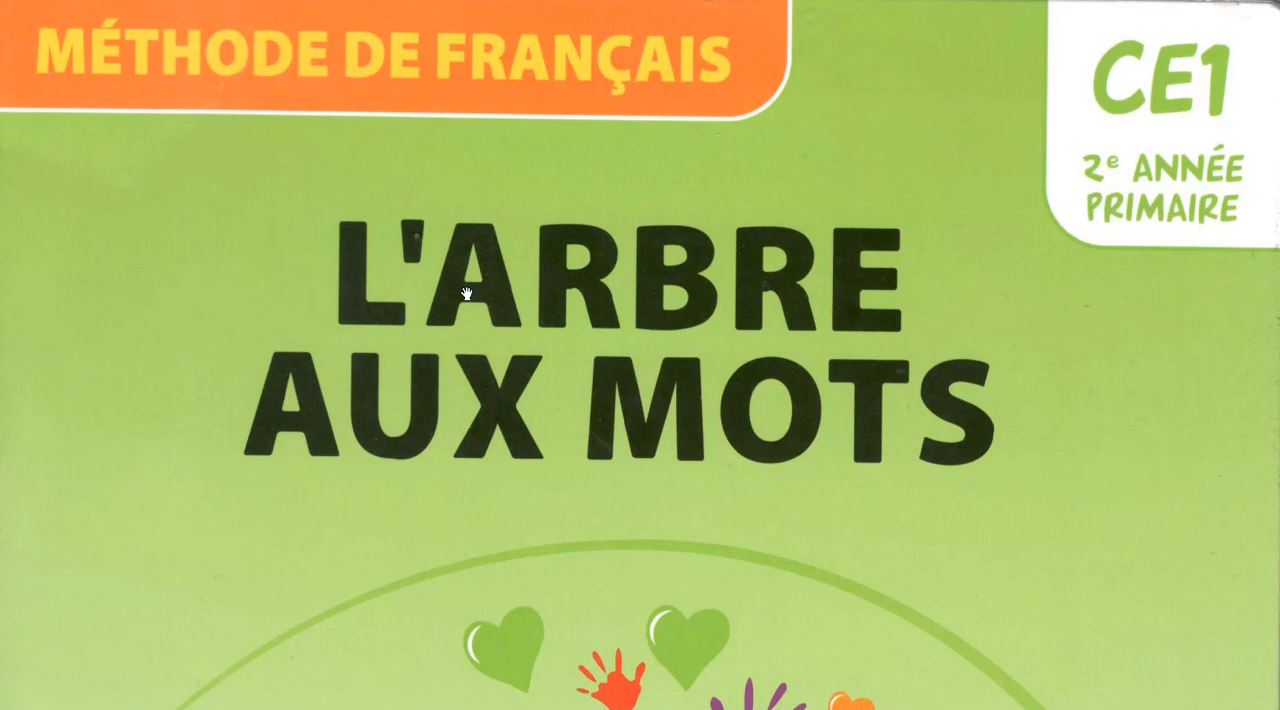 MÉTHODE DE FRANÇAIS
CE1
2e ANNÉE
PRIMAIRE
L'ARBRE
AUX MOTS